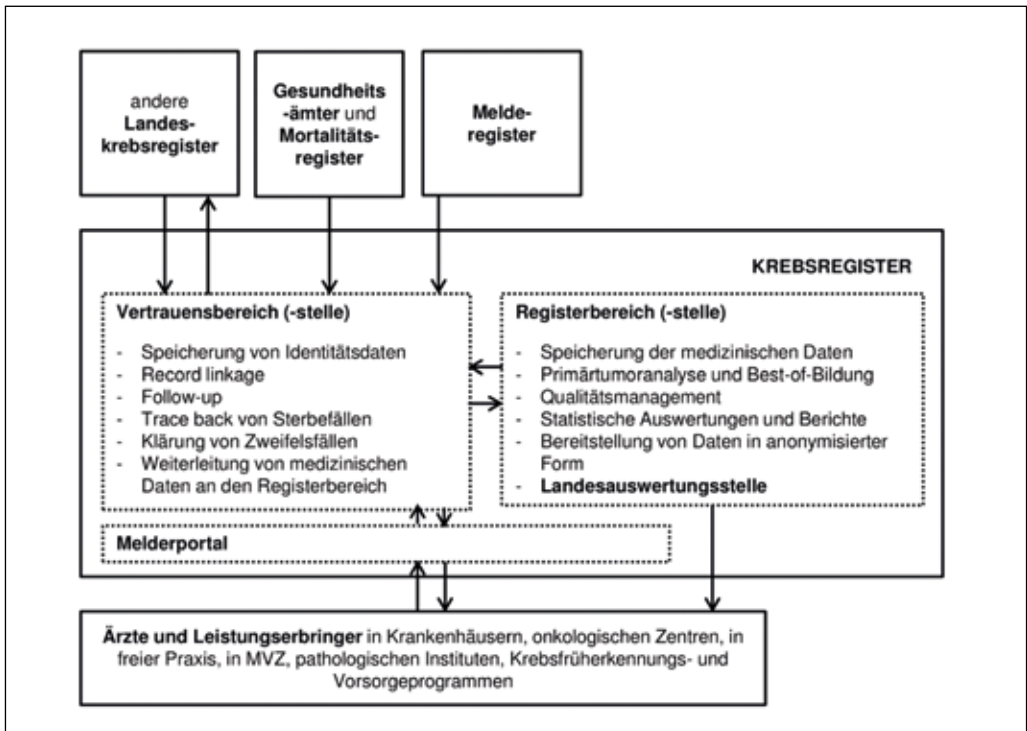 andere
Landes-
krebsregister
Gesundheits
-ämter und
Mortalitäts-
register
Melde-
register
KREBSREGISTER
Vertrauensbereich (-stelle)
- Speicherung von Identitätsdaten
- Record linkage
- Follow-up
- Trace back von Sterbefällen
- Klärung von Zweifelsfällen
- Weiterleitung von medizinischen
Daten an den Registerbereich
Registerbereich (-stelle)
- Speicherung der medizinischen Daten
- Primärtumoranalyse und Best-of-Bildung
- Qualitätsmanagement
- Statistische Auswertungen und Berichte
- Bereitstellung von Daten in anonymisierter
Form
- Landesauswertungsstelle
Melderportal
Ärzte und Leistungserbringer in Krankenhäusern, onkologischen Zentren, in
freier Praxis, in MVZ, pathologischen Instituten, Krebsfrüherkennungs- und
Vorsorgeprogrammen